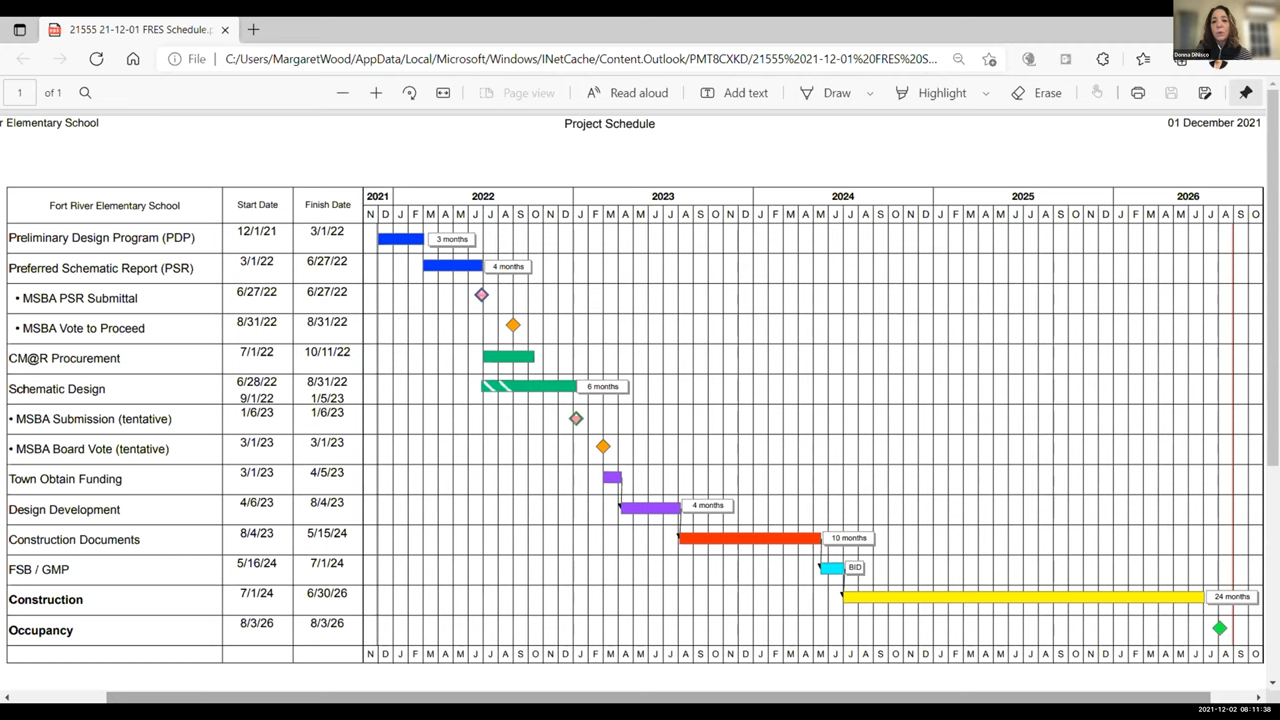 21555 21-12-01 FRES Schedule.p
File C:/Users/MargaretWood/AppData/Local/Microsoft/Windows/INetCache/Content.Outlook/PMT8CXKD/21555%2021-12-01%20FRES%20S...
Donna DiNisco
1 of 1 Page view Read aloud Add text Draw Highlight Erase
r Elementary School Project Schedule 01 December 2021
2021 2022 2023 2024 2025 2026
Fort River Elementary School Start Date Finish Date
N D J F M A M J J A S O N D J F M A M J J A S O N D J F M A M J J A S O N D J F M A M J J A S O N D J F M A M J J A S O
Preliminary Design Program (PDP) 12/1/21 3/1/22 3 months
Preferred Schematic Report (PSR) 3/1/22 6/27/22 4 months
• MSBA PSR Submittal 6/27/22 6/27/22
• MSBA Vote to Proceed 8/31/22 8/31/22
CM@R Procurement 7/1/22 10/11/22
Schematic Design 6/28/22 8/31/22 6 months
9/1/22 1/5/23
• MSBA Submission (tentative) 1/6/23 1/6/23
• MSBA Board Vote (tentative) 3/1/23 3/1/23
Town Obtain Funding 3/1/23 4/5/23
Design Development 4/6/23 8/4/23 4 months
Construction Documents 8/4/23 5/15/24 10 months
FSB / GMP 5/16/24 7/1/24 BID
Construction 7/1/24 6/30/26 24 months
Occupancy 8/3/26 8/3/26
N D J F M A M J J A S O N D J F M A M J J A S O N D J F M A M J J A S O N D J F M A M J J A S O N D J F M A M J J A S O
2021-12-02 08:11:38